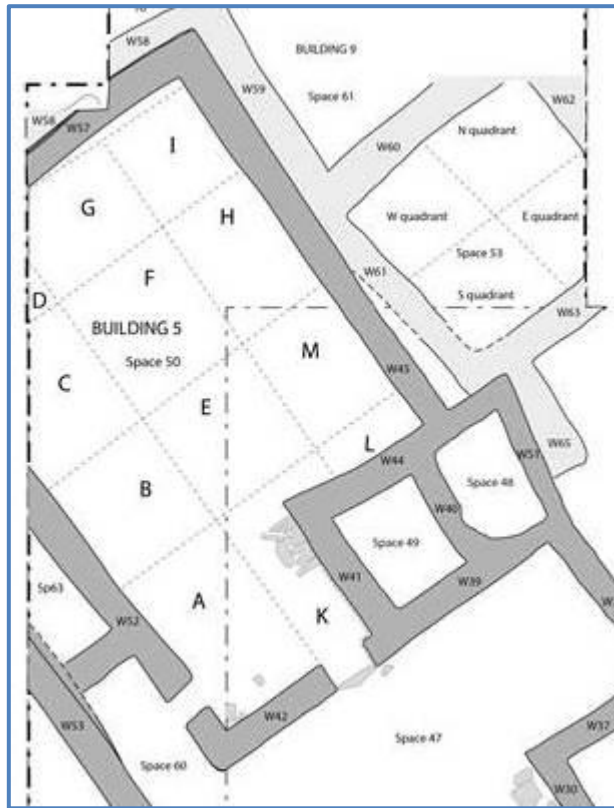 W58
BUILDING 9
W59
Space 61
W62
W58
W57
N quadrant
W60
I
G
H
W quadrant
E quadrant
Space 53
F
W61
S quadrant
D
W63
BUILDING 5
M
Space 50
W45
C
E
L
W65
W44
W51
B
Space 48
W40
Space 49
W41
W39
Sp63
A
K
W52
W53
W42
W37
Space 47
Space 60
W30